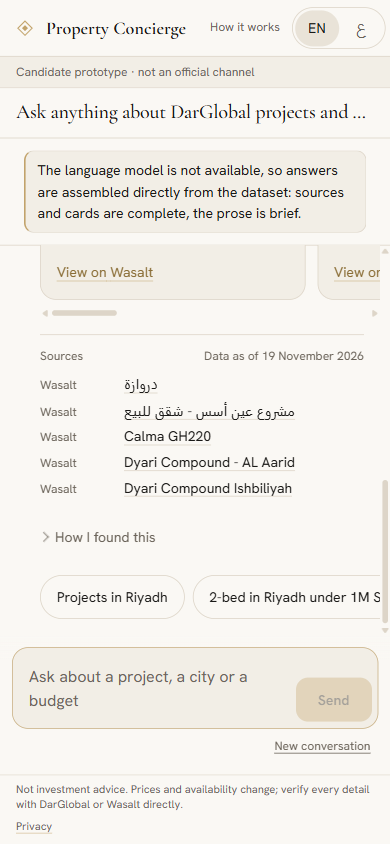 Property Concierge
How it works
EN
ع
Candidate prototype · not an official channel
Ask anything about DarGlobal projects and ...
The language model is not available, so answers
are assembled directly from the dataset: sources
and cards are complete, the prose is brief.
View on Wasalt
View or
Sources
Data as of 19 November 2026
Wasalt دروازة
Wasalt مشروع عين أسس - شقق للبيع
Wasalt Calma GH220
Wasalt Dyari Compound - AL Aarid
Wasalt Dyari Compound Ishbiliyah
How I found this
Projects in Riyadh
2-bed in Riyadh under 1M S
Ask about a project, a city or a
budget
Send
New conversation
Not investment advice. Prices and availability change; verify every detail
with DarGlobal or Wasalt directly.
Privacy